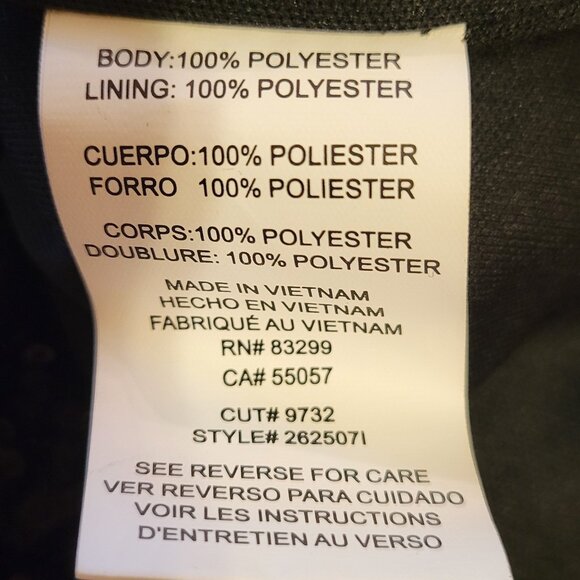 BODY:100% POLYESTER
LINING: 100% POLYESTER
CUERPO:100% POLIESTER
FORRO 100% POLIESTER
CORPS:100% POLYESTER
DOUBLURE: 100% POLYESTER
MADE IN VIETNAM
HECHO EN VIETNAM
FABRIQUÉ AU VIETNAM
RN# 83299
CA# 55057
CUT# 9732
STYLE# 262507I
SEE REVERSE FOR CARE
VER REVERSO PARA CUIDADO
VOIR LES INSTRUCTIONS
D'ENTRETIEN AU VERSO